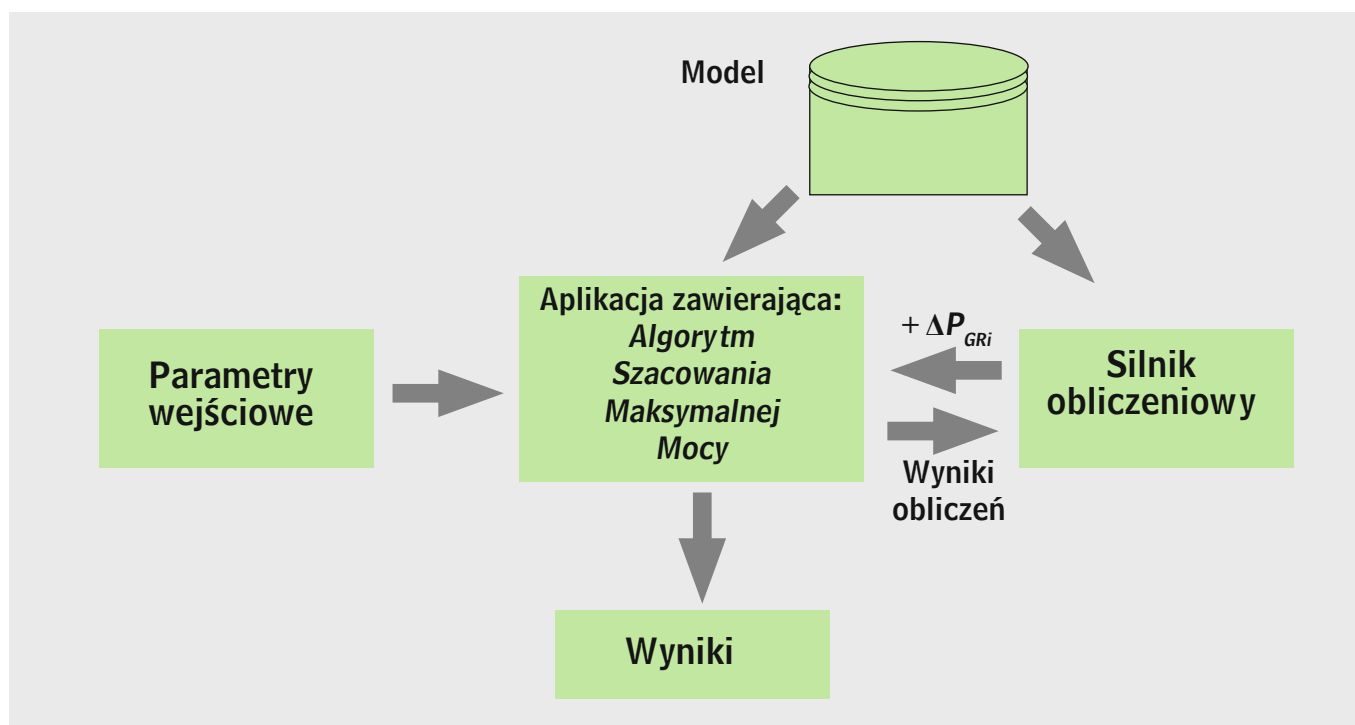 Model
Aplikacja zawierająca:
Algorytm
Szacowania
Maksymalnej
Mocy
Parametry
wejściowe
+ ΔP_GRi
Silnik
obliczeniowy
Wyniki
obliczeń
Wyniki